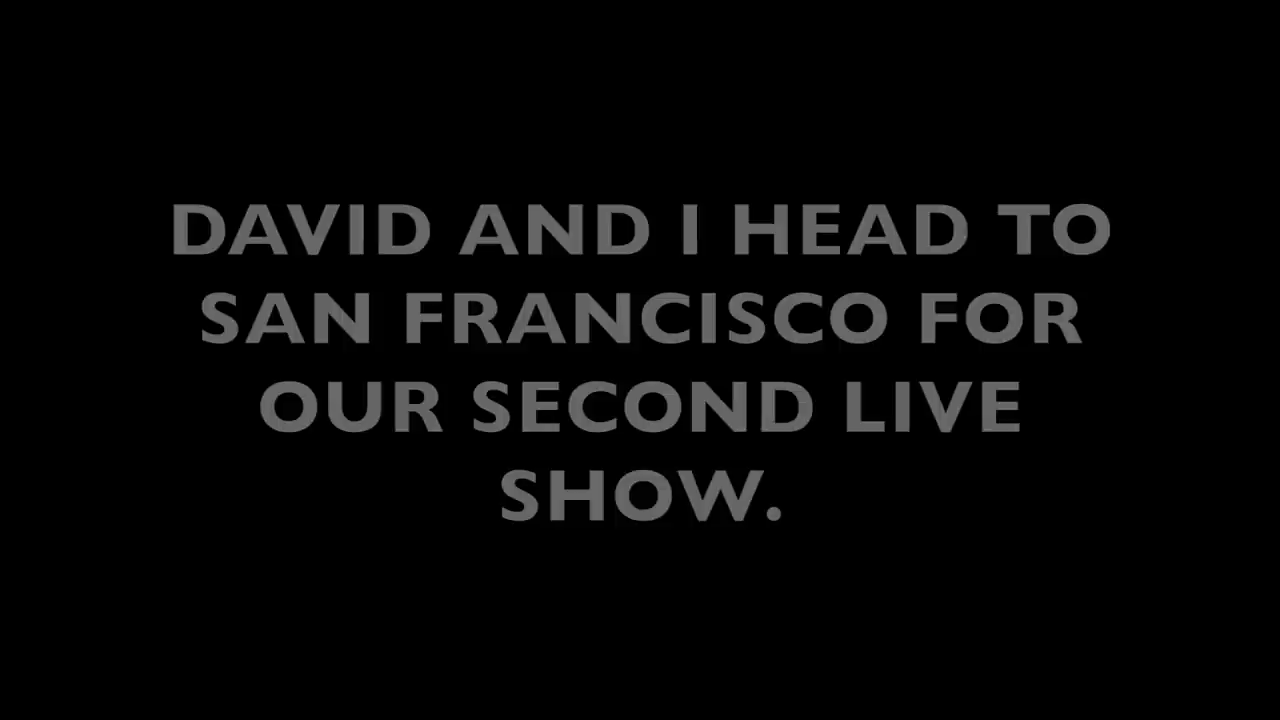 DAVID AND I HEAD TO
SAN FRANCISCO FOR
OUR SECOND LIVE
SHOW.